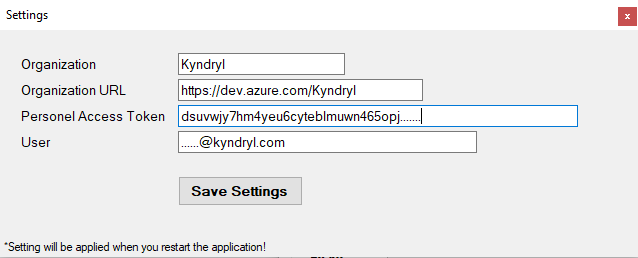 Settings
x
Organization Kyndryl
Organization URL https://dev.azure.com/Kyndryl
Personel Access Token dsuvwjy7hm4yeu6cyteblmuwn465opj.......
User ......@kyndryl.com
Save Settings
*Setting will be applied when you restart the application!